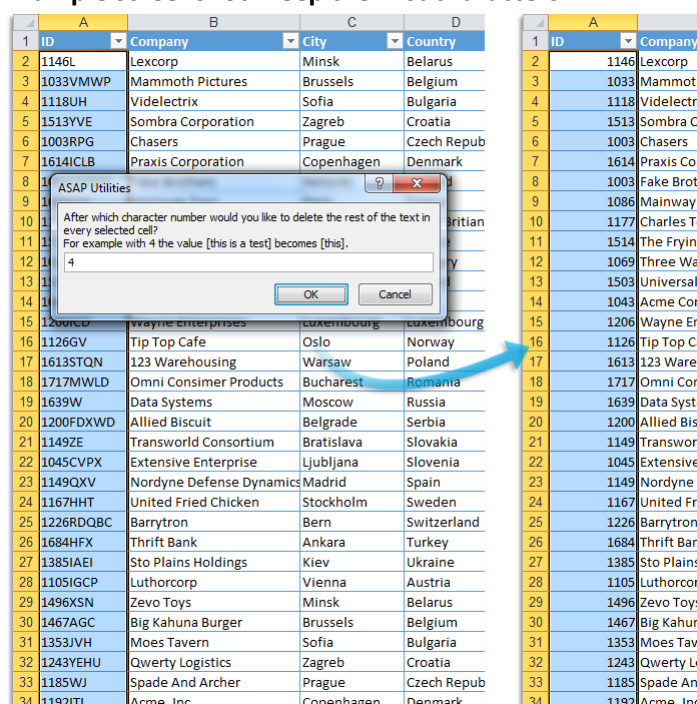 A B C D
1 ID Company City Country
2 1146L Lexcorp Minsk Belarus
3 1033VMWP Mammoth Pictures Brussels Belgium
4 1118UH Videlectrix Sofia Bulgaria
5 1513YVE Sombra Corporation Zagreb Croatia
6 1003RPG Chasers Prague Czech Repub
7 1614ICLB Praxis Corporation Copenhagen Denmark
8
9
10
11
12
13
14
ASAP Utilities
After which character number would you like to delete the rest of the text in
every selected cell?
For example with 4 the value [this is a test] becomes [this].
4
OK Cancel
15 1206ICD Wayne Enterprises Luxembourg Luxembourg
16 1126GV Tip Top Cafe Oslo Norway
17 1613STQN 123 Warehousing Warsaw Poland
18 1717MWLD Omni Consimer Products Bucharest Romania
19 1639W Data Systems Moscow Russia
20 1200FDXWD Allied Biscuit Belgrade Serbia
21 1149ZE Transworld Consortium Bratislava Slovakia
22 1045CVPX Extensive Enterprise Ljubljana Slovenia
23 1149QXV Nordyne Defense Dynamics Madrid Spain
24 1167HHT United Fried Chicken Stockholm Sweden
25 1226RDQBC Barrytron Bern Switzerland
26 1684HFX Thrift Bank Ankara Turkey
27 1385IAEI Sto Plains Holdings Kiev Ukraine
28 1105IGCP Luthorcorp Vienna Austria
29 1496XSN Zevo Toys Minsk Belarus
30 1467AGC Big Kahuna Burger Brussels Belgium
31 1353JVH Moes Tavern Sofia Bulgaria
32 1243YEHU Qwerty Logistics Zagreb Croatia
33 1185WJ Spade And Archer Prague Czech Repub
34 1192ITL Acme, Inc. Copenhagen Denmark
A
1 ID Company
2 1146 Lexcorp
3 1033 Mammot
4 1118 Videlectr
5 1513 Sombra C
6 1003 Chasers
7 1614 Praxis Co
8 1003 Fake Brot
9 1086 Mainway
10 1177 Charles T
11 1514 The Fryin
12 1069 Three Wa
13 1503 Universal
14 1043 Acme Cor
15 1206 Wayne Er
16 1126 Tip Top C
17 1613 123 Ware
18 1717 Omni Cor
19 1639 Data Syst
20 1200 Allied Bis
21 1149 Transwor
22 1045 Extensive
23 1149 Nordyne
24 1167 United Fr
25 1226 Barrytron
26 1684 Thrift Bar
27 1385 Sto Plains
28 1105 Luthorcor
29 1496 Zevo Toys
30 1467 Big Kahur
31 1353 Moes Tav
32 1243 Qwerty Lo
33 1185 Spade An
34 1192 Acme, Inc